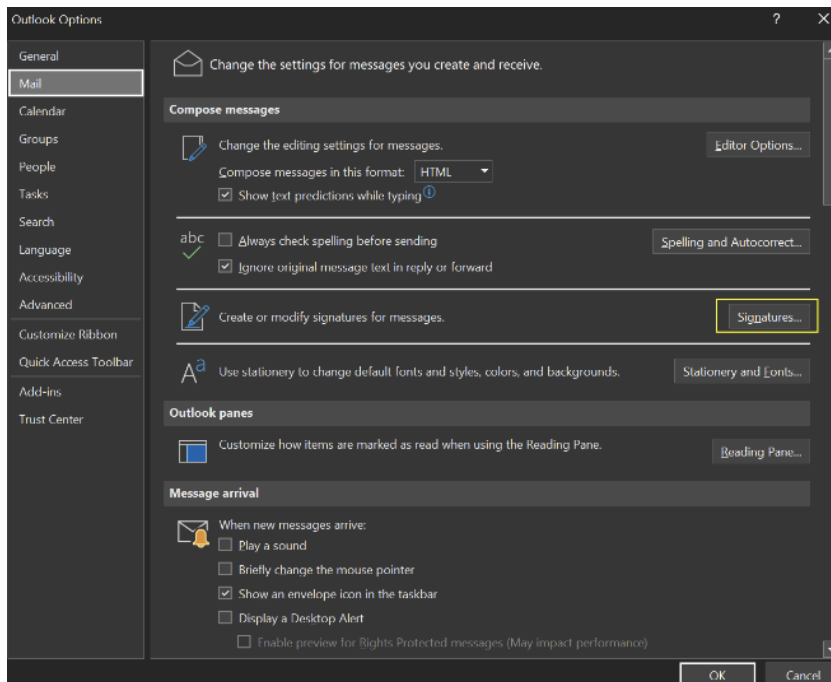 Outlook Options
?
General
Mail
Calendar
Groups
People
Tasks
Search
Language
Accessibility
Advanced
Customize Ribbon
Quick Access Toolbar
Add-ins
Trust Center
Change the settings for messages you create and receive.
Compose messages
Change the editing settings for messages.
Editor Options...
Compose messages in this format: HTML
Show text predictions while typing
abc
Always check spelling before sending
Spelling and Autocorrect...
Ignore original message text in reply or forward
Create or modify signatures for messages.
Signatures...
Aa
Use stationery to change default fonts and styles, colors, and backgrounds.
Stationery and Fonts...
Outlook panes
Customize how items are marked as read when using the Reading Pane.
Reading Pane...
Message arrival
When new messages arrive:
Play a sound
Briefly change the mouse pointer
Show an envelope icon in the taskbar
Display a Desktop Alert
Enable preview for Rights Protected messages (May impact performance)
OK
Cancel